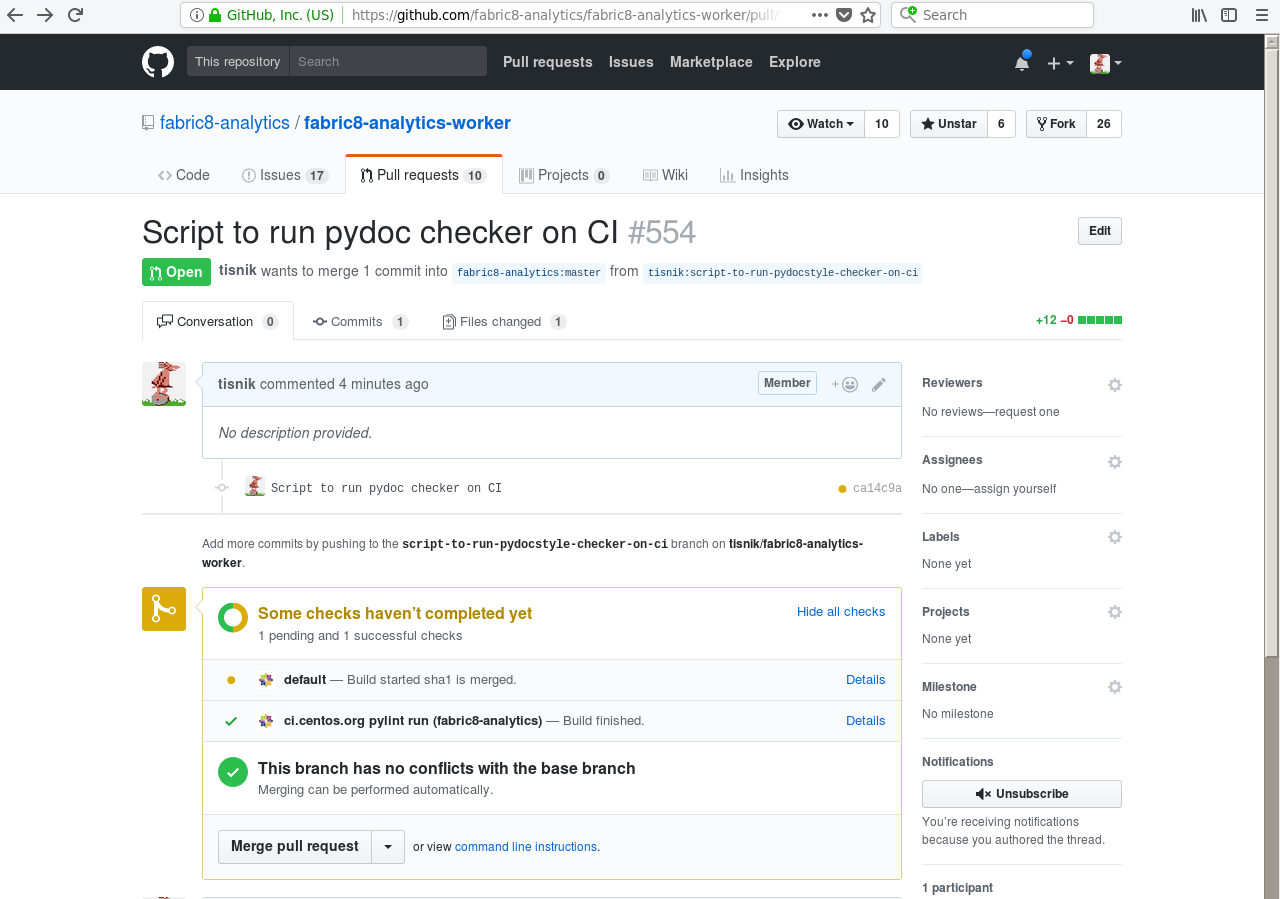 GitHub, Inc. (US) https://github.com/fabric8-analytics/fabric8-analytics-worker/pull/ Search
This repository Search Pull requests Issues Marketplace Explore
fabric8-analytics / fabric8-analytics-worker Watch 10 Unstar 6 Fork 26
Code Issues 17 Pull requests 10 Projects 0 Wiki Insights
Script to run pydoc checker on CI #554 Edit
Open tisnik wants to merge 1 commit into fabric8-analytics:master from tisnik:script-to-run-pydocstyle-checker-on-ci
Conversation 0 Commits 1 Files changed 1 +12 −0
tisnik commented 4 minutes ago Member
No description provided.
Script to run pydoc checker on CI ca14c9a
Add more commits by pushing to the script-to-run-pydocstyle-checker-on-ci branch on tisnik/fabric8-analytics-
worker.
Some checks haven’t completed yet Hide all checks
1 pending and 1 successful checks
default — Build started sha1 is merged. Details
ci.centos.org pylint run (fabric8-analytics) — Build finished. Details
This branch has no conflicts with the base branch
Merging can be performed automatically.
Merge pull request or view command line instructions.
Reviewers
No reviews—request one
Assignees
No one—assign yourself
Labels
None yet
Projects
None yet
Milestone
No milestone
Notifications
Unsubscribe
You’re receiving notifications
because you authored the thread.
1 participant